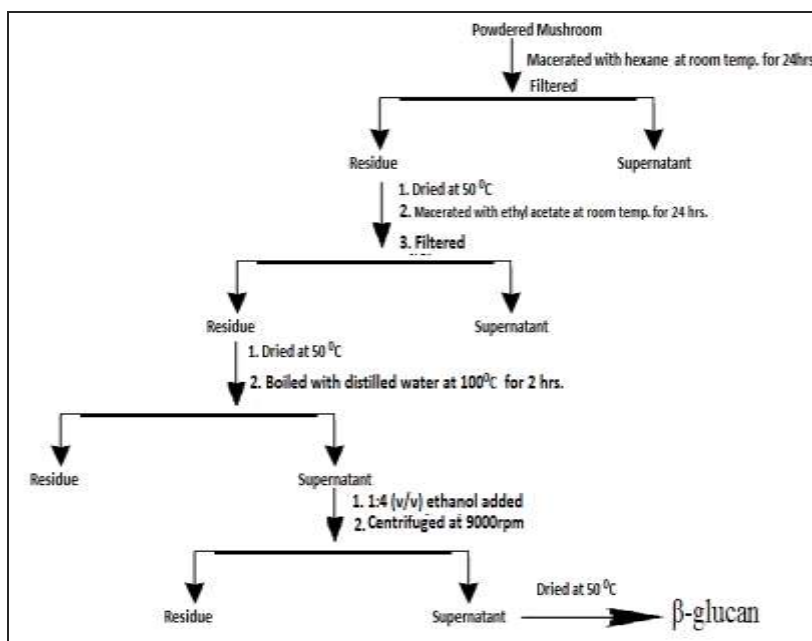 Powdered Mushroom
Macerated with hexane at room temp. for 24hrs
Filtered
Residue
Supernatant
1. Dried at 50 ⁰C
2. Macerated with ethyl acetate at room temp. for 24 hrs.
3. Filtered
Residue
Supernatant
1. Dried at 50 ⁰C
2. Boiled with distilled water at 100⁰C for 2 hrs.
Residue
Supernatant
1. 1:4 (v/v) ethanol added
2. Centrifuged at 9000rpm
Residue
Supernatant
Dried at 50 ⁰C
β-glucan